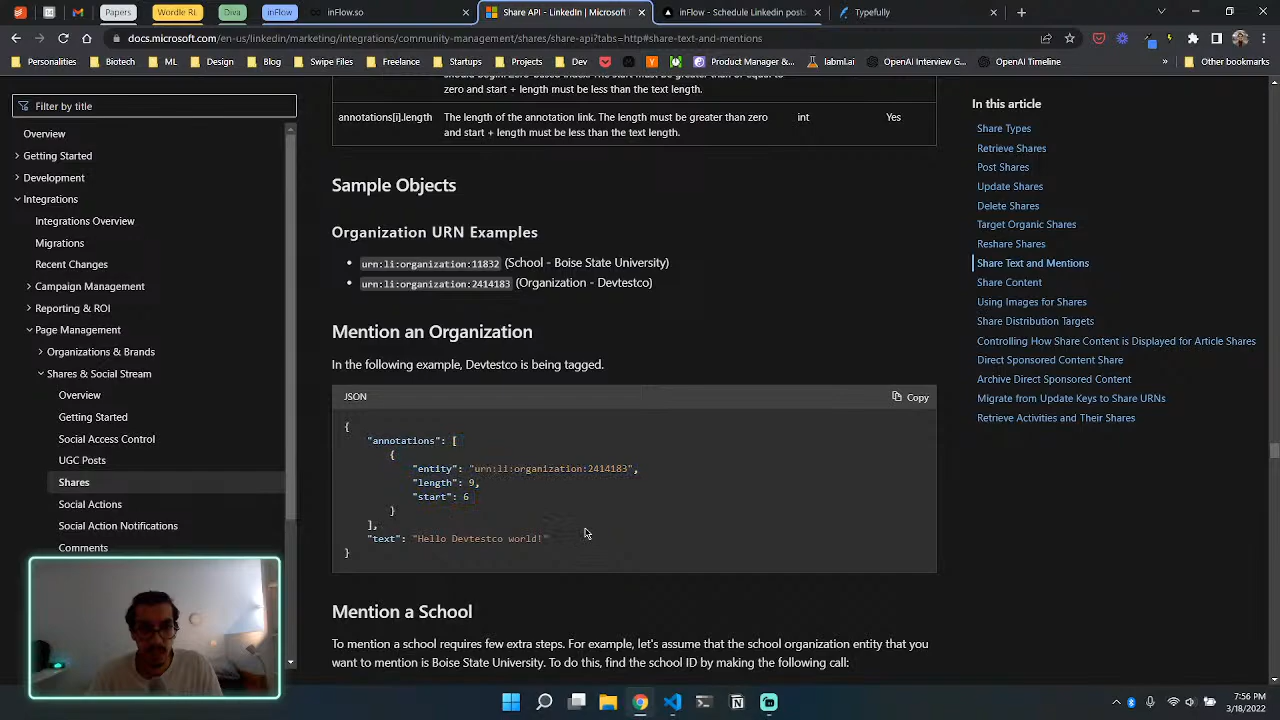 inFlow.so
Share API - LinkedIn | Microsoft
inFlow - Schedule Linkedin post
Typefully
docs.microsoft.com/en-us/linkedin/marketing/integrations/community-management/shares/share-api?tabs=http#share-text-and-mentions
Personalities
Biotech
ML
Design
Blog
Swipe Files
Freelance
Startups
Projects
Dev
Product Manager &...
labml.ai
OpenAI Interview G...
OpenAI Timeline
»
Other bookmarks
Papers
Wordle RL
Diva
inFlow
Filter by title
Overview
Getting Started
Development
Integrations
Integrations Overview
Migrations
Recent Changes
Campaign Management
Reporting & ROI
Page Management
Organizations & Brands
Shares & Social Stream
Overview
Getting Started
Social Access Control
UGC Posts
Shares
Social Actions
Social Action Notifications
Comments
zero and start + length must be less than the text length.
annotations[i].length The length of the annotation link. The length must be greater than zero int Yes
and start + length must be less than the text length.
Sample Objects
Organization URN Examples
• urn:li:organization:11832 (School - Boise State University)
• urn:li:organization:2414183 (Organization - Devtestco)
Mention an Organization
In the following example, Devtestco is being tagged.
JSON Copy
{
"annotations": [
{
"entity": "urn:li:organization:2414183",
"length": 9,
"start": 6
}
],
"text": "Hello Devtestco world!"
}
Mention a School
To mention a school requires few extra steps. For example, let's assume that the school organization entity that you
want to mention is Boise State University. To do this, find the school ID by making the following call:
In this article
Share Types
Retrieve Shares
Post Shares
Update Shares
Delete Shares
Target Organic Shares
Reshare Shares
Share Text and Mentions
Share Content
Using Images for Shares
Share Distribution Targets
Controlling How Share Content is Displayed for Article Shares
Direct Sponsored Content Share
Archive Direct Sponsored Content
Migrate from Update Keys to Share URNs
Retrieve Activities and Their Shares
7:56 PM
3/18/2022